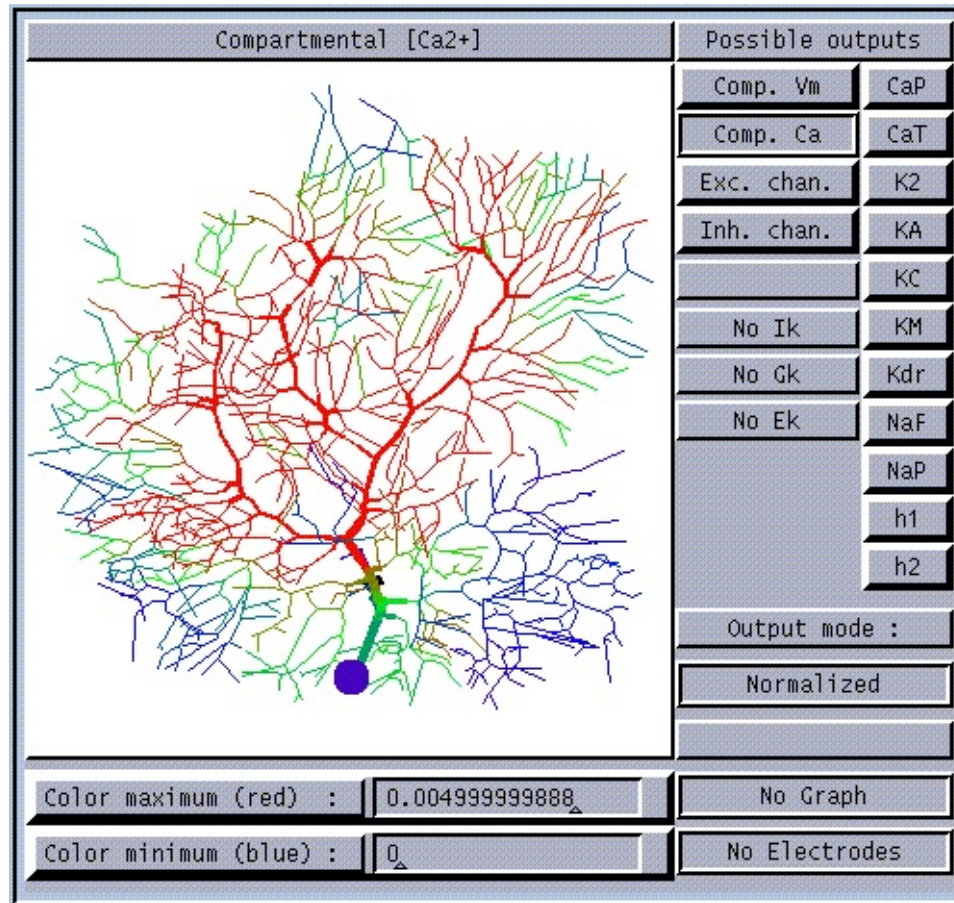 Compartmental [Ca2+]
Possible outputs
Comp. Vm
CaP
Comp. Ca
CaT
Exc. chan.
K2
Inh. chan.
KA
KC
No Ik
KM
No Gk
Kdr
No Ek
NaF
NaP
h1
h2
Output mode :
Normalized
Color maximum (red) : 0.004999999888
No Graph
Color minimum (blue) : 0
No Electrodes